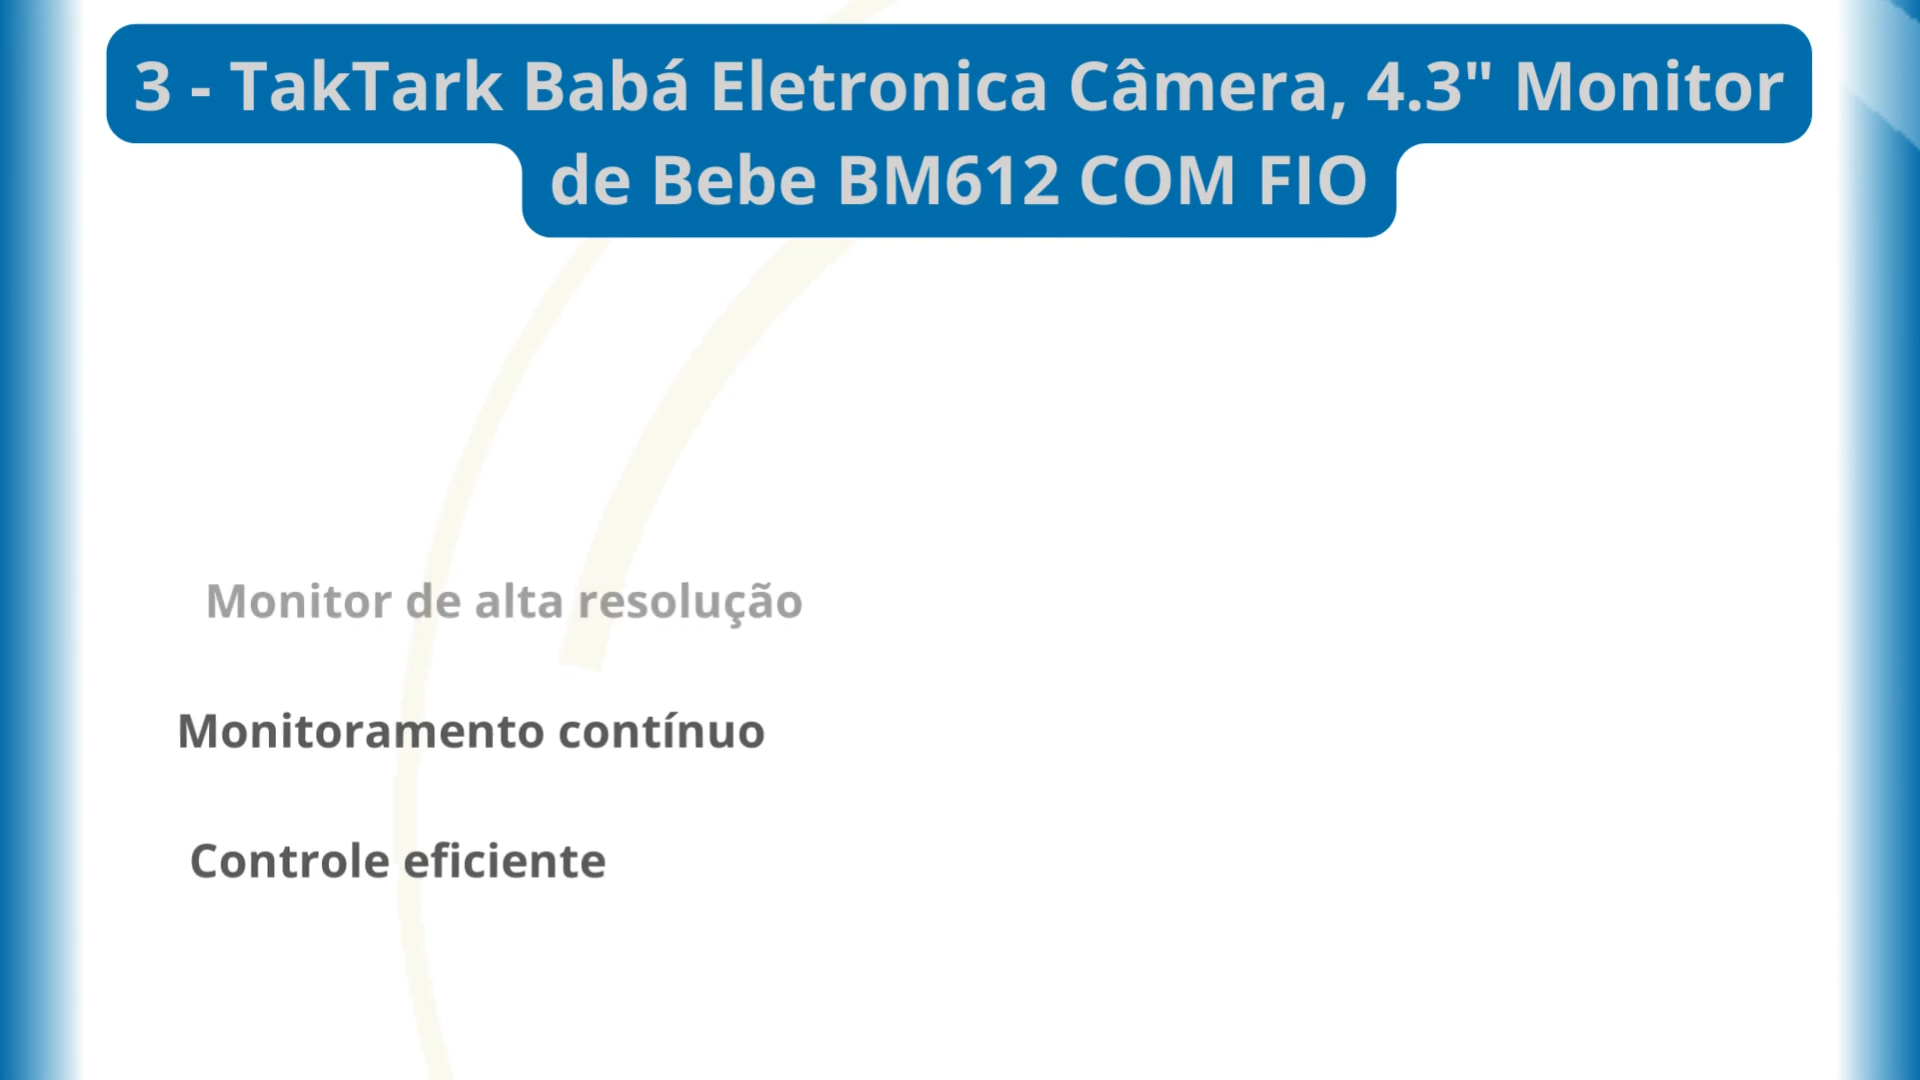 3 - TakTark Babá Eletronica Câmera, 4.3" Monitor
de Bebe BM612 COM FIO
Monitor de alta resolução
Monitoramento contínuo
Controle eficiente